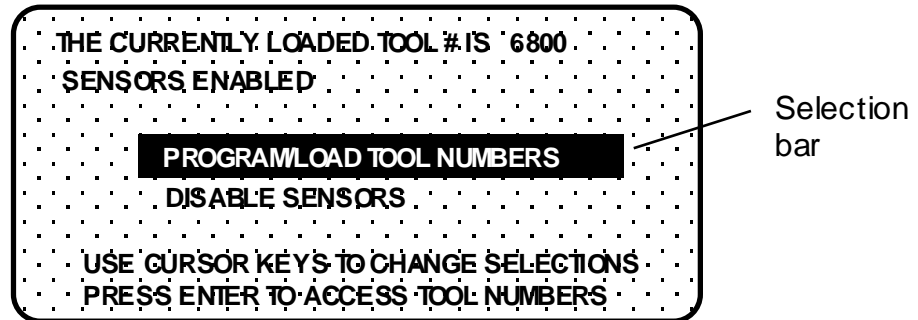 THE CURRENTLY LOADED TOOL # IS 6800
SENSORS ENABLED
PROGRAM/LOAD TOOL NUMBERS
DISABLE SENSORS
USE CURSOR KEYS TO CHANGE SELECTIONS
PRESS ENTER TO ACCESS TOOL NUMBERS
Selection
bar